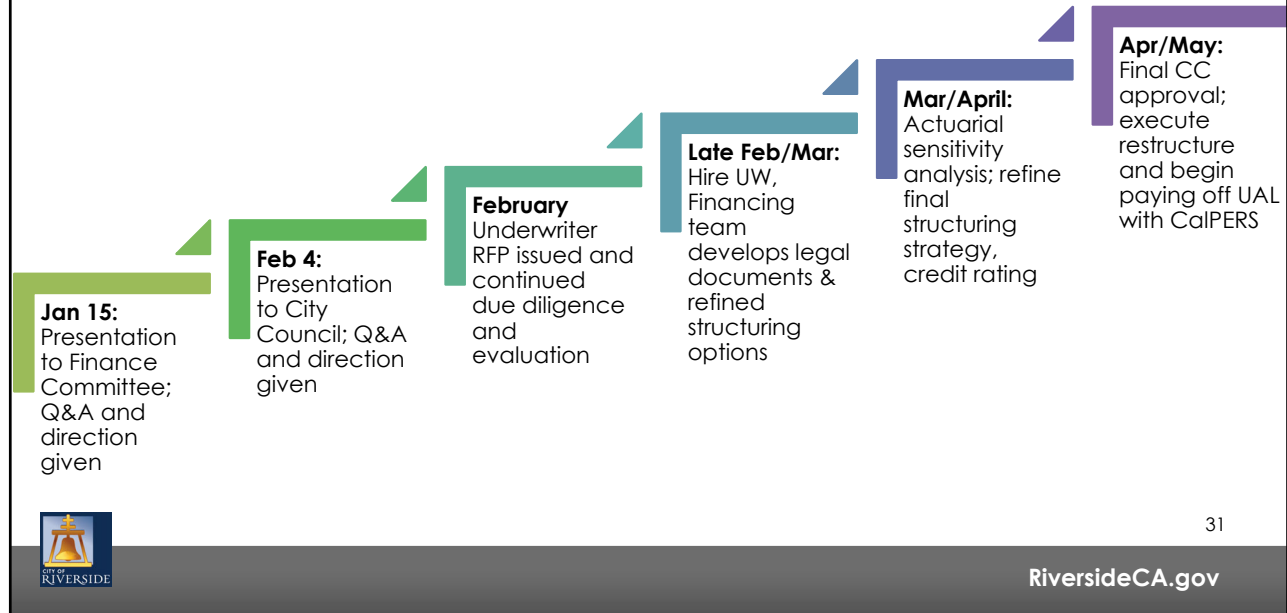 Jan 15:
Presentation
to Finance
Committee;
Q&A and
direction
given
Feb 4:
Presentation
to City
Council; Q&A
and direction
given
February
Underwriter
RFP issued and
continued
due diligence
and
evaluation
Late Feb/Mar:
Hire UW,
Financing
team
develops legal
documents &
refined
structuring
options
Mar/April:
Actuarial
sensitivity
analysis; refine
final
structuring
strategy,
credit rating
Apr/May:
Final CC
approval;
execute
restructure
and begin
paying off UAL
with CalPERS
31
CITY OF
RIVERSIDE
RiversideCA.gov